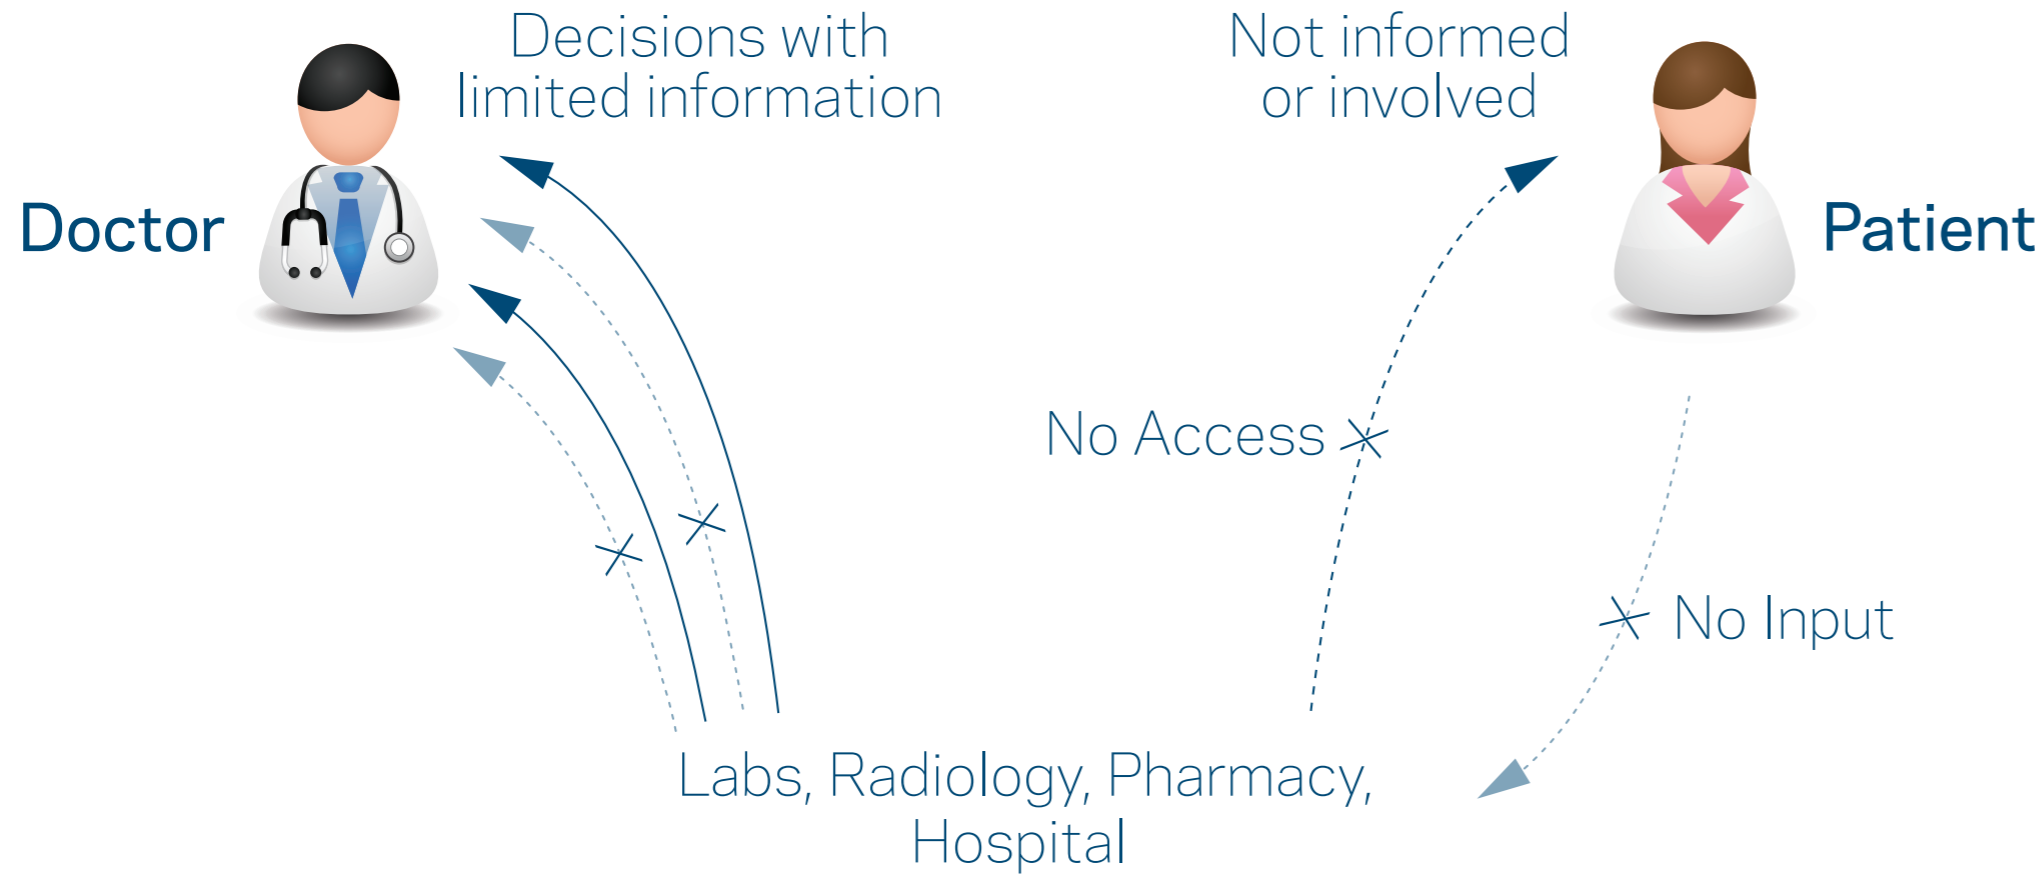 Decisions with
limited information
Not informed
or involved
Doctor
Patient
No Access
No Input
Labs, Radiology, Pharmacy,
Hospital